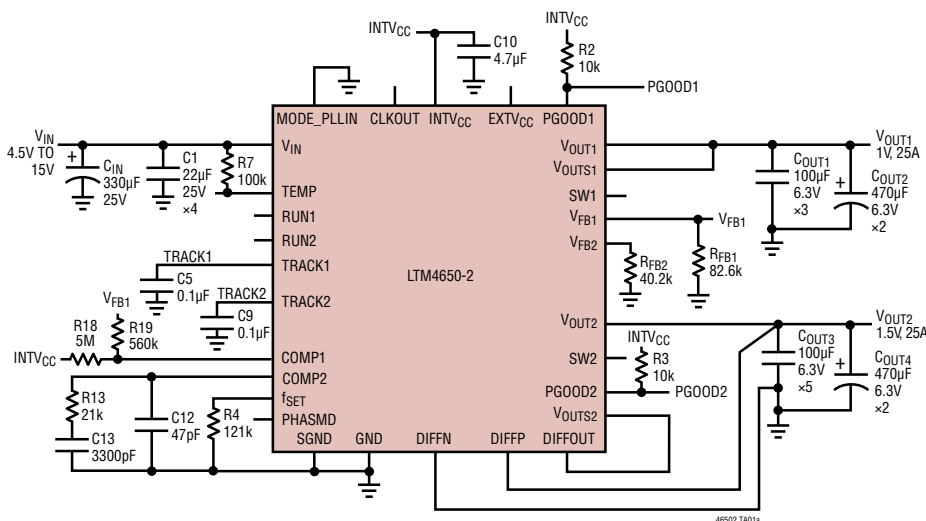 INTVCC
C10
4.7µF
INTVCC
R2
10k
PGOOD1
MODE_PLLIN CLKOUT INTVCC EXTVCC PGOOD1
VIN
4.5V TO
15V
+
CIN
330µF
25V
C1
22µF
25V
×4
R7
100k
VIN
TEMP
RUN1
RUN2
TRACK1
TRACK1
C5
0.1µF
TRACK2
TRACK2
C9
0.1µF
VFB1
R18
5M
R19
560k
INTVCC
COMP1
COMP2
fSET
PHASMD
R13
21k
C13
3300pF
C12
47pF
R4
121k
LTM4650-2
SGND GND DIFFN DIFFP DIFFOUT
VOUT1
VOUTS1
SW1
VFB1
VFB2
VOUT2
SW2
PGOOD2
VOUTS2
VFB1
RFB2
40.2k
RFB1
82.6k
COUT1
100µF
6.3V
×3
+
COUT2
470µF
6.3V
×2
VOUT1
1V, 25A
INTVCC
R3
10k
PGOOD2
COUT3
100µF
6.3V
×5
+
COUT4
470µF
6.3V
×2
VOUT2
1.5V, 25A
46502 TA01a